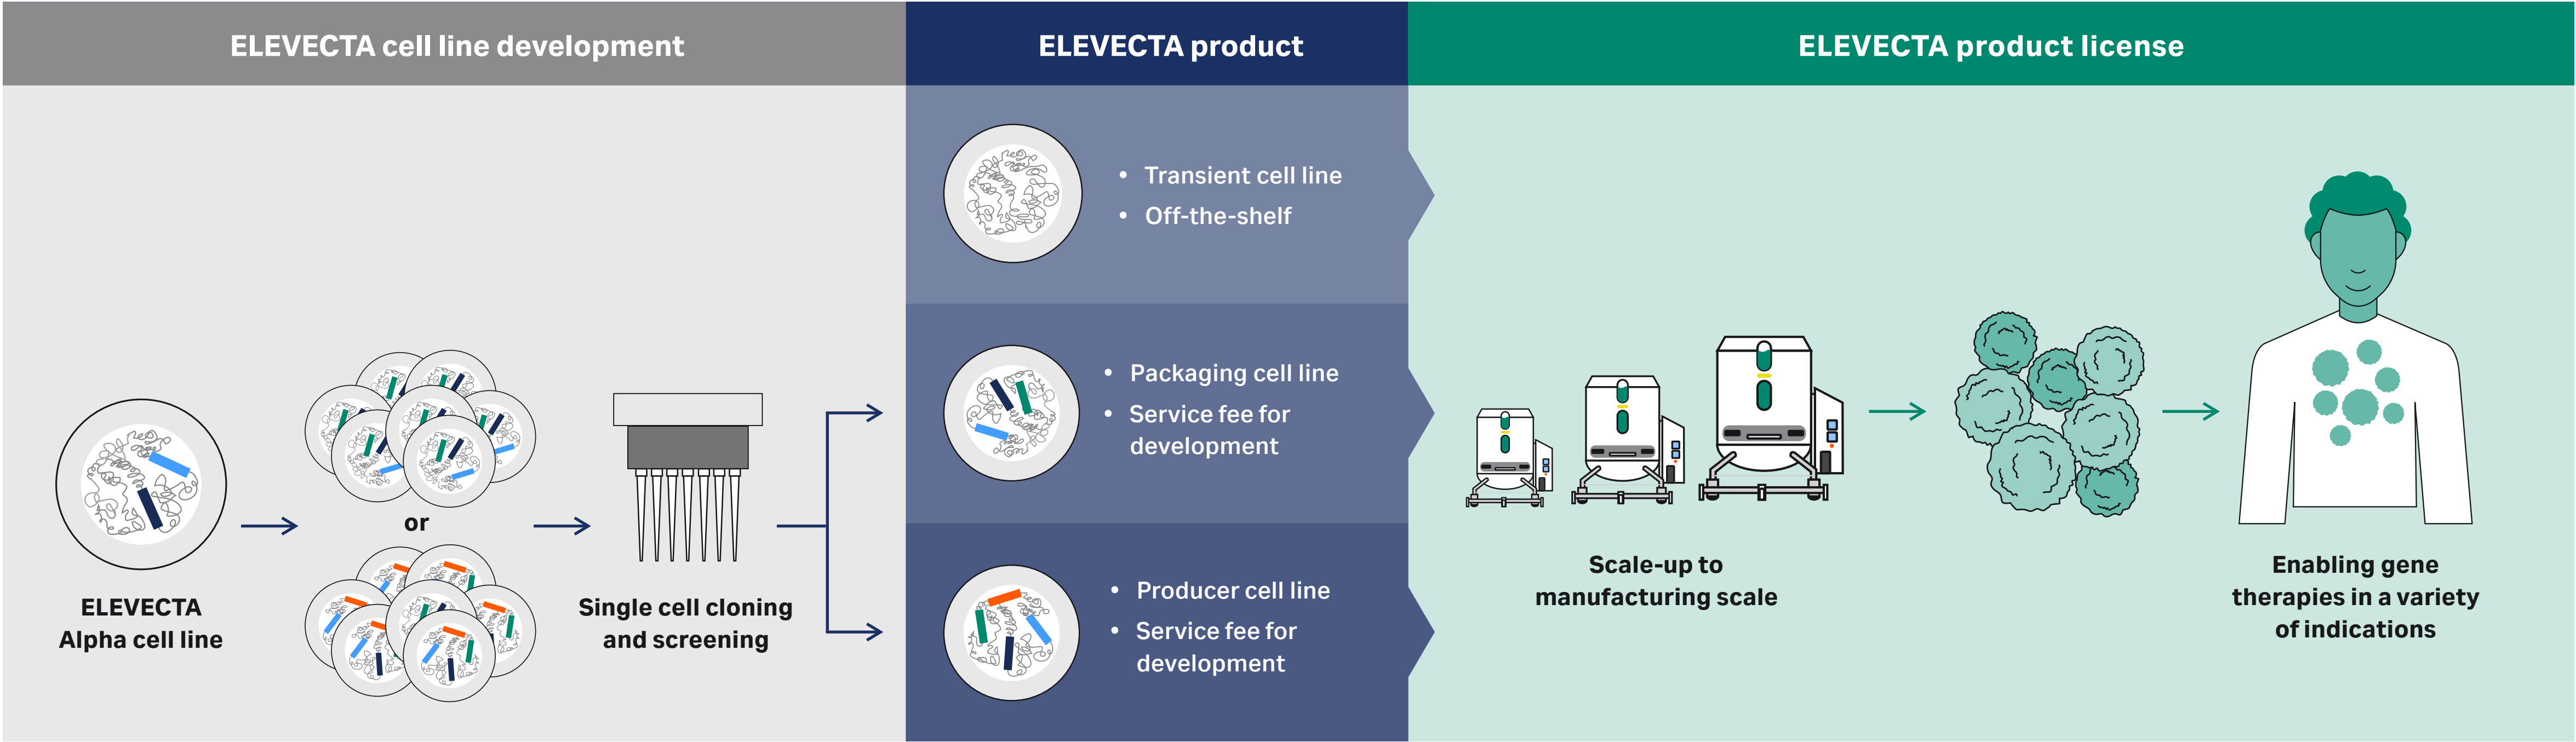 ELEVECTA cell line development
ELEVECTA product
ELEVECTA product license
ELEVECTA
Alpha cell line
or
Single cell cloning
and screening
• Transient cell line
• Off-the-shelf
• Packaging cell line
• Service fee for
development
• Producer cell line
• Service fee for
development
Scale-up to
manufacturing scale
Enabling gene
therapies in a variety
of indications